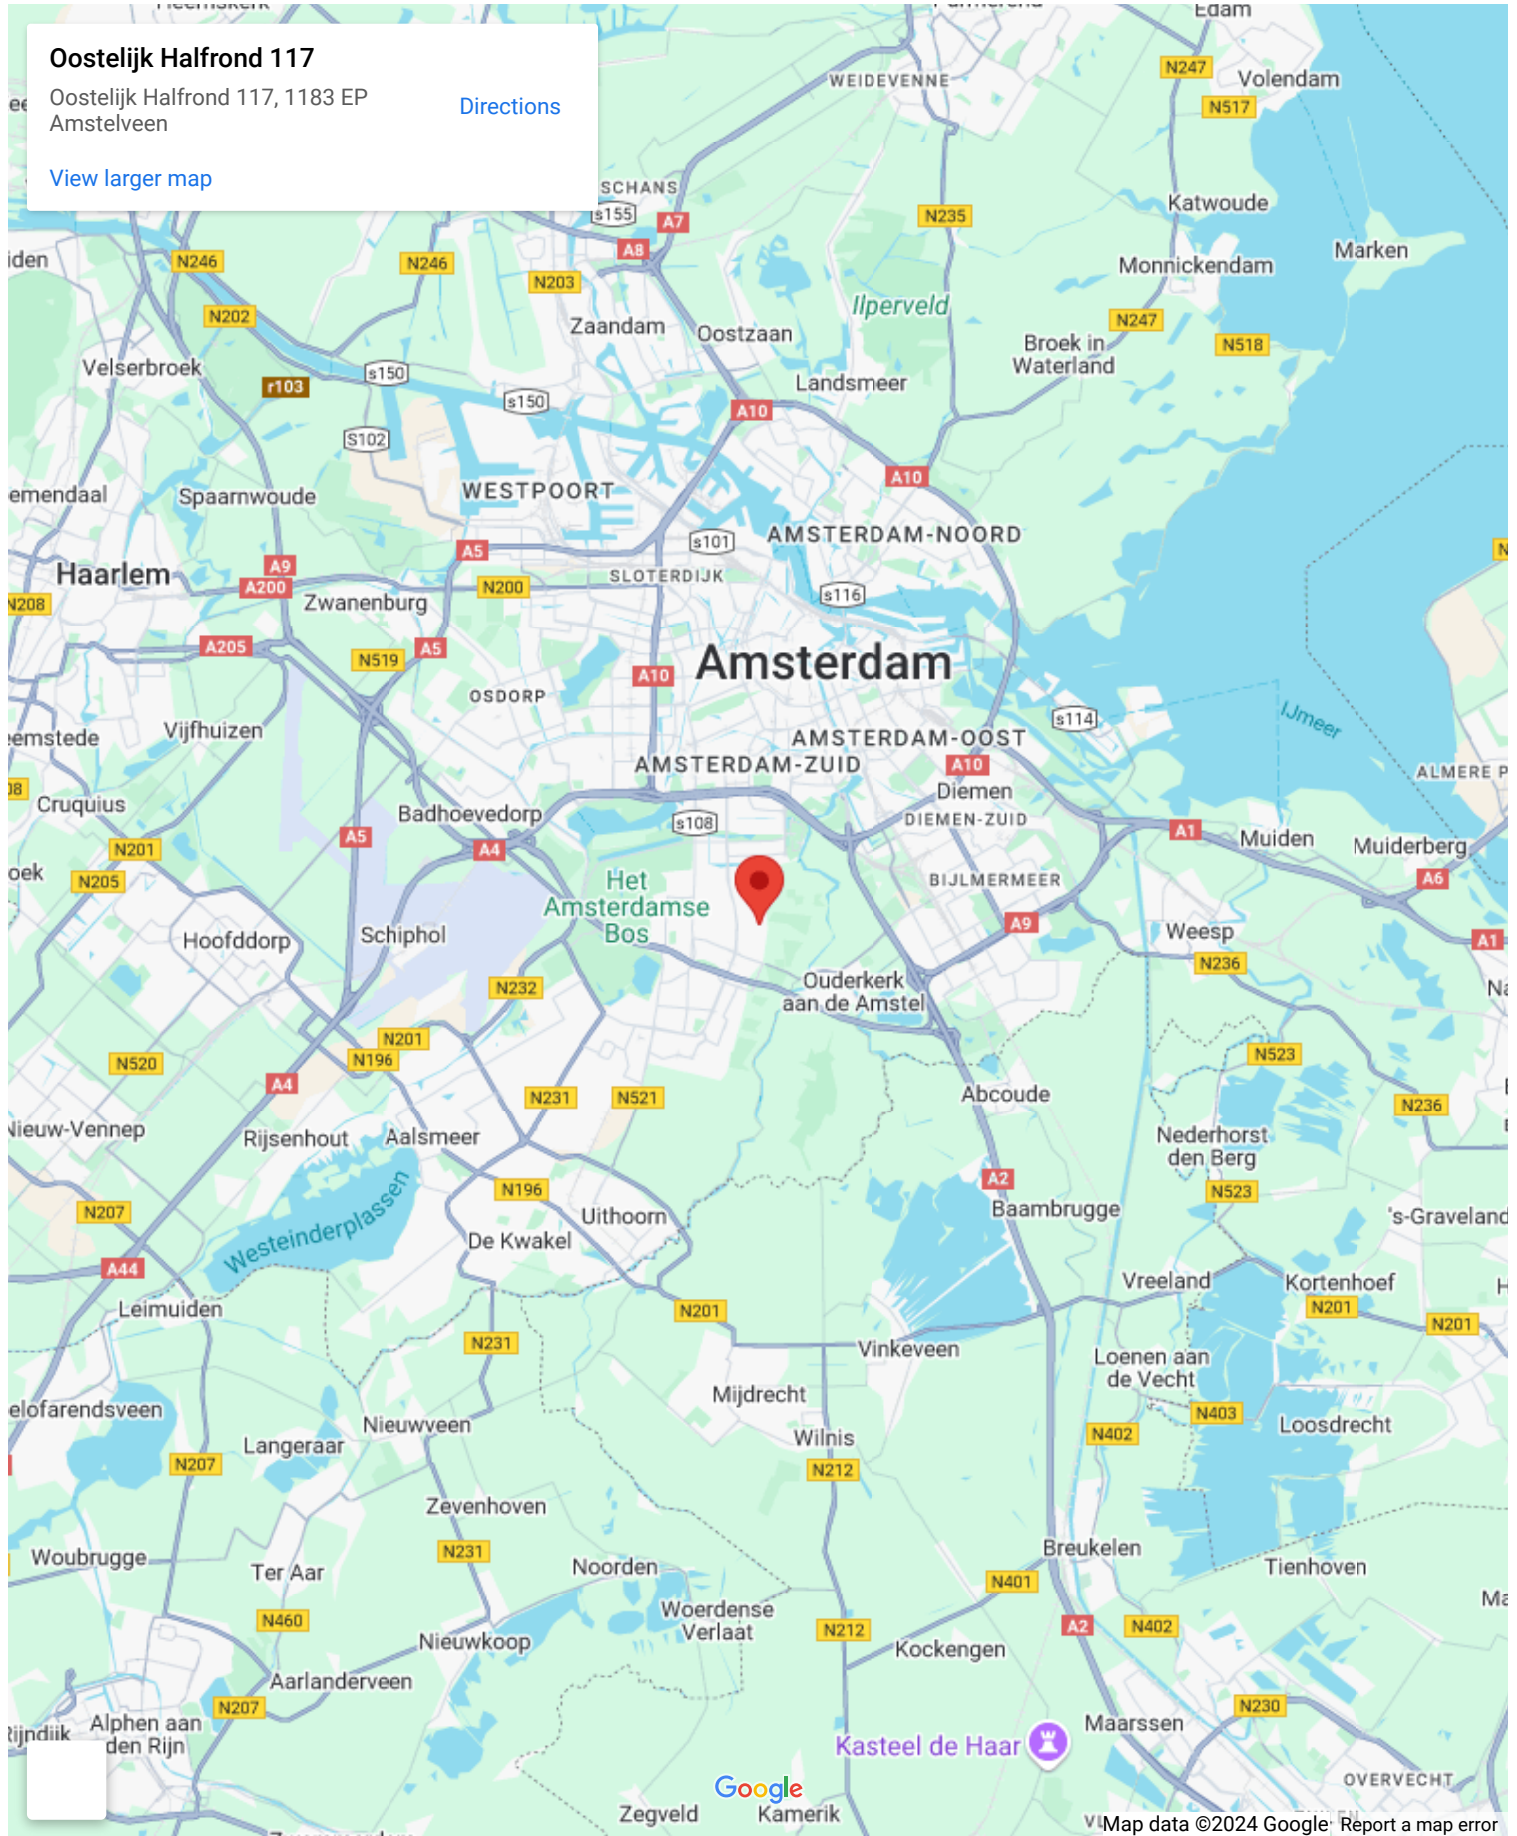 Oostelijk Halfrond 117
Oostelijk Halfrond 117, 1183 EP
Amstelveen
Directions
View larger map
Edam
WEIDEVENNE
N247
Volendam
N517
SCHANS
s155
A7
A8
N235
Katwoude
Marken
Monnickendam
N246
N246
N203
N202
Zaandam
Oostzaan
Ilperveld
N247
Broek in
Waterland
N518
Velserbroek
r103
s150
s150
Landsmeer
A10
S102
A10
Spaarnwoude
WESTPOORT
AMSTERDAM-NOORD
s101
A5
Haarlem
A9
A200
N200
SLOTERDIJK
s116
N208
Zwanenburg
A205
A5
N519
A10
Amsterdam
OSDORP
s114
IJmeer
Vijfhuizen
AMSTERDAM-OOST
AMSTERDAM-ZUID
A10
ALMERE P
Cruquius
Diemen
Badhoevedorp
s108
DIEMEN-ZUID
A5
A4
A1
Muiden
Muiderberg
N201
N205
Het
Amsterdamse
Bos
BIJLMERMEER
A6
A9
Hoofddorp
Schiphol
Weesp
A1
N236
N232
Ouderkerk
aan de Amstel
N201
N196
N520
N523
A4
N231
N521
Abcoude
N236
Nieuw-Vennep
Rijsenhout
Aalsmeer
Nederhorst
den Berg
Westeinderplassen
N196
A2
N523
N207
Uithoorn
Baambrugge
's-Graveland
De Kwakel
A44
Vreeland
Kortenhoef
Leimuiden
N201
N201
N201
N231
Vinkeveen
Loenen aan
de Vecht
Mijdrecht
N403
Nieuwveen
Loosdrecht
Langeraar
Wilnis
N402
N207
N212
Zevenhoven
Woubrugge
N231
Breukelen
Ter Aar
Noorden
Tienhoven
N401
N460
Woerdense
Verlaat
N212
A2
N402
Nieuwkoop
Kockengen
Aarlanderveen
N207
N230
Alphen aan
den Rijn
Maarssen
Kasteel de Haar
OVERVECHT
Google
Zegveld
Kamerik
Map data ©2024 Google
Report a map error